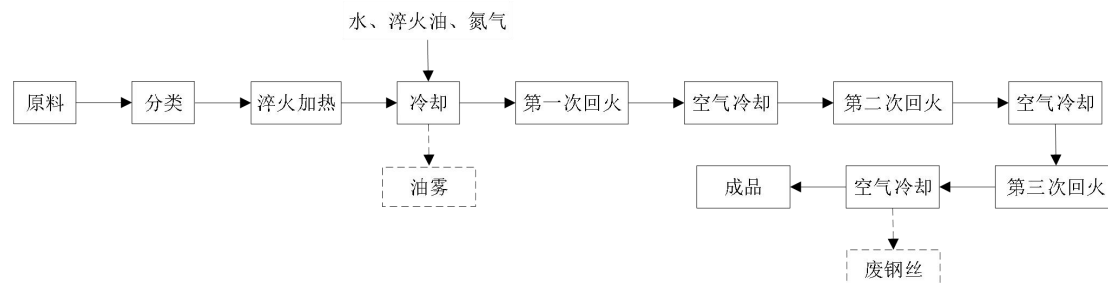 水、淬火油、氮气
原料
分类
淬火加热
冷却
第一次回火
空气冷却
第二次回火
空气冷却
油雾
成品
空气冷却
第三次回火
废钢丝